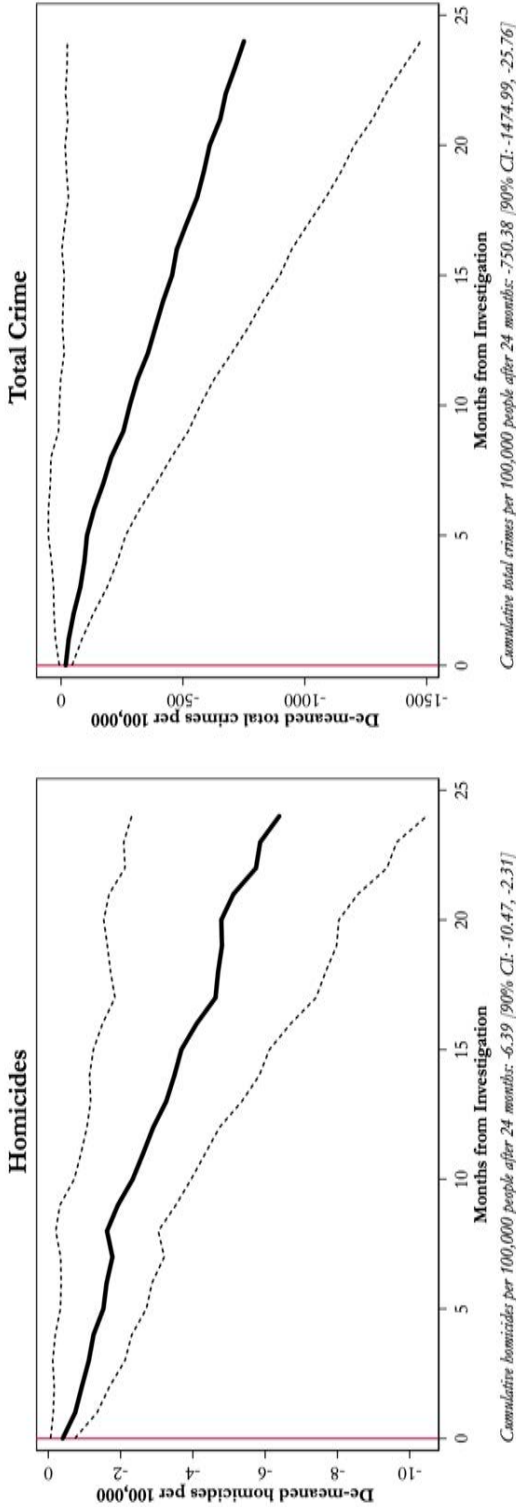 Homicides
De-meaned homicides per 100,000
0
-2
-4
-6
-8
-10
0
5
10
15
20
25
Months from Investigation
Cumulative homicides per 100,000 people after 24 months: -6.39 [90% CI: -10.47, -2.31]
Total Crime
De-meaned total crimes per 100,000
0
-500
-1000
-1500
0
5
10
15
20
25
Months from Investigation
Cumulative total crimes per 100,000 people after 24 months: -750.38 [90% CI: -1474.99, -25.76]